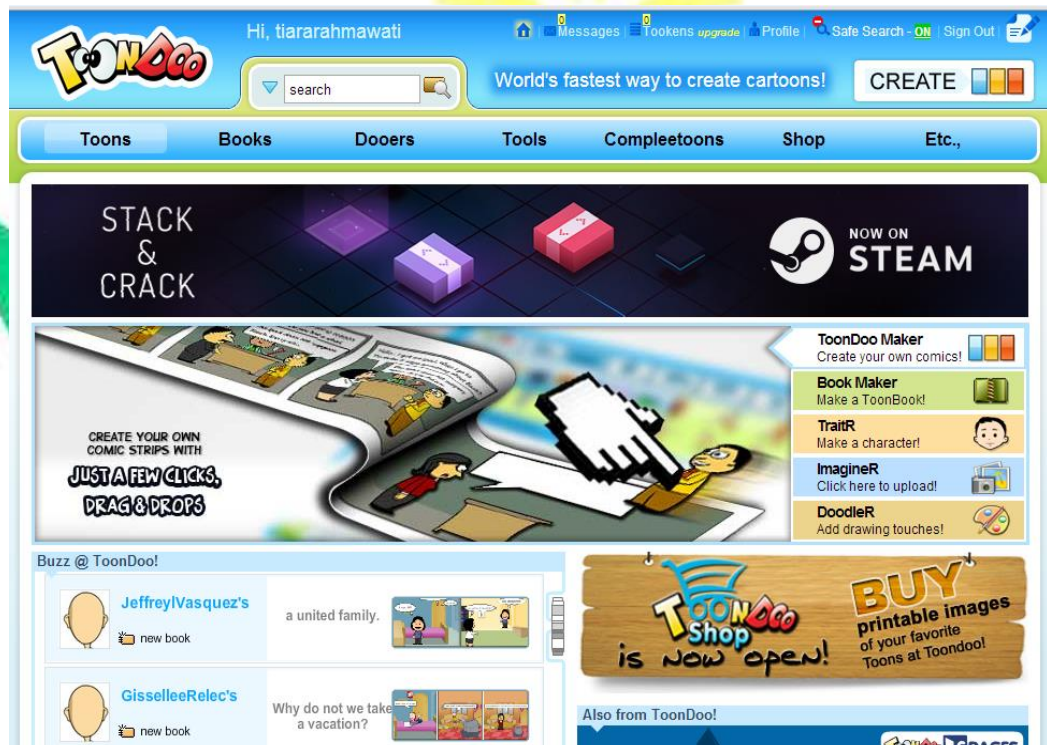 TOONDOO
Hi, tiararahmawati
0
Messages
0
Tookens upgrade
Profile
Safe Search - ON
Sign Out
search
World's fastest way to create cartoons!
CREATE
Toons
Books
Dooers
Tools
Compleetoons
Shop
Etc.,
STACK
&
CRACK
NOW ON
STEAM
CREATE YOUR OWN
COMIC STRIPS WITH
JUST A FEW CLICKS,
DRAG & DROPS
ToonDoo Maker
Create your own comics!
Book Maker
Make a ToonBook!
TraitR
Make a character!
ImagineR
Click here to upload!
DoodleR
Add drawing touches!
Buzz @ ToonDoo!
JeffreylVasquez's
new book
a united family.
GisselleeRelec's
new book
Why do not we take
a vacation?
TOONDOO
Shop
is now open!
BUY
printable images
of your favorite
Toons at Toondoo!
Also from ToonDoo!